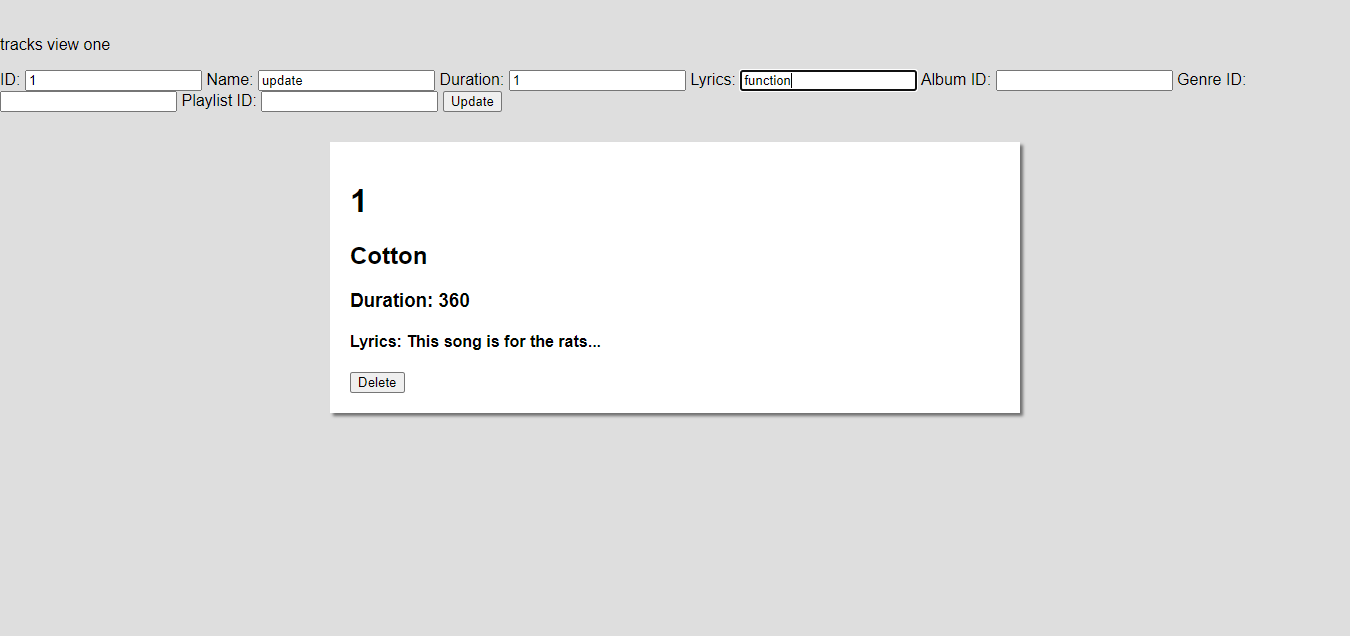 tracks view one
ID: 1 Name: update Duration: 1 Lyrics: function Album ID: Genre ID:
Playlist ID: Update
1
Cotton
Duration: 360
Lyrics: This song is for the rats...
Delete